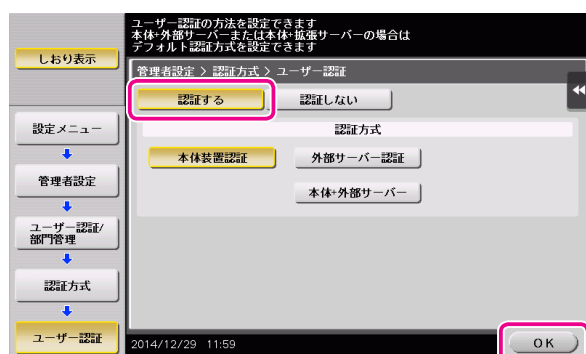 ユーザー認証の方法を設定できます
本体+外部サーバーまたは本体+拡張サーバーの場合は
デフォルト認証方式を設定できます
しおり表示
管理者設定 > 認証方式 > ユーザー認証
認証する
認証しない
認証方式
本体装置認証
外部サーバー認証
本体+外部サーバー
設定メニュー
管理者設定
ユーザー認証/
部門管理
認証方式
ユーザー認証
2014/12/29 11:59
OK